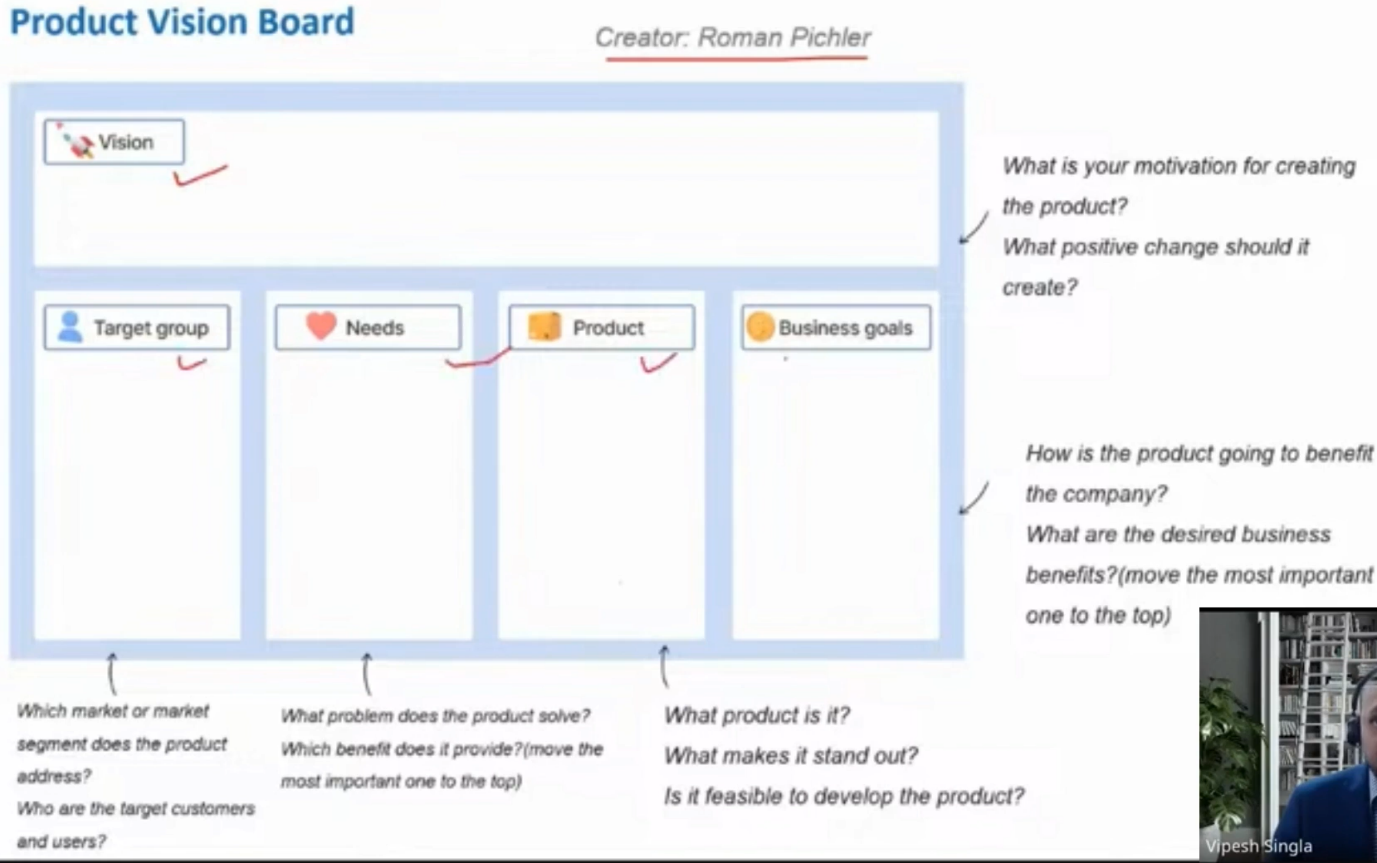 Product Vision Board
Creator: Roman Pichler
Vision
What is your motivation for creating
the product?
What positive change should it
create?
Target group
Needs
Product
Business goals
How is the product going to benefit
the company?
What are the desired business
benefits?(move the most important
one to the top)
Which market or market
segment does the product
address?
Who are the target customers
and users?
What problem does the product solve?
Which benefit does it provide?(move the
most important one to the top)
What product is it?
What makes it stand out?
Is it feasible to develop the product?
Vipesh Singla